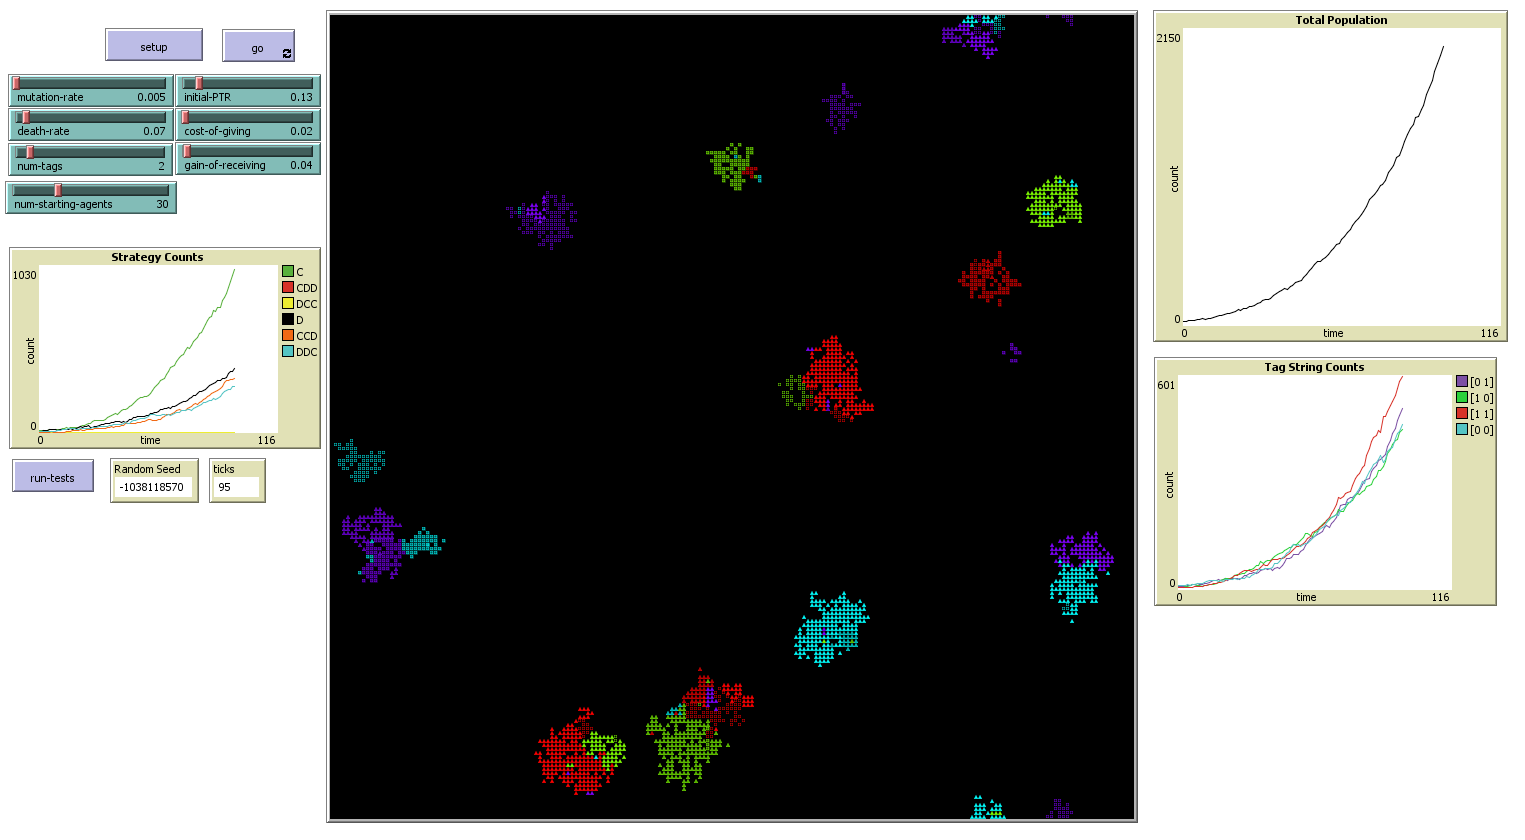 setup
go
mutation-rate 0.005
initial-PTR 0.13
death-rate 0.07
cost-of-giving 0.02
num-tags 2
gain-of-receiving 0.04
num-starting-agents 30
Strategy Counts
1030
count
0
0
time
116
C
CDD
DCC
D
CCD
DDC
run-tests
Random Seed
-1038118570
ticks
95
Total Population
2150
count
0
0
time
116
Tag String Counts
601
count
0
0
time
116
[0 1]
[1 0]
[1 1]
[0 0]